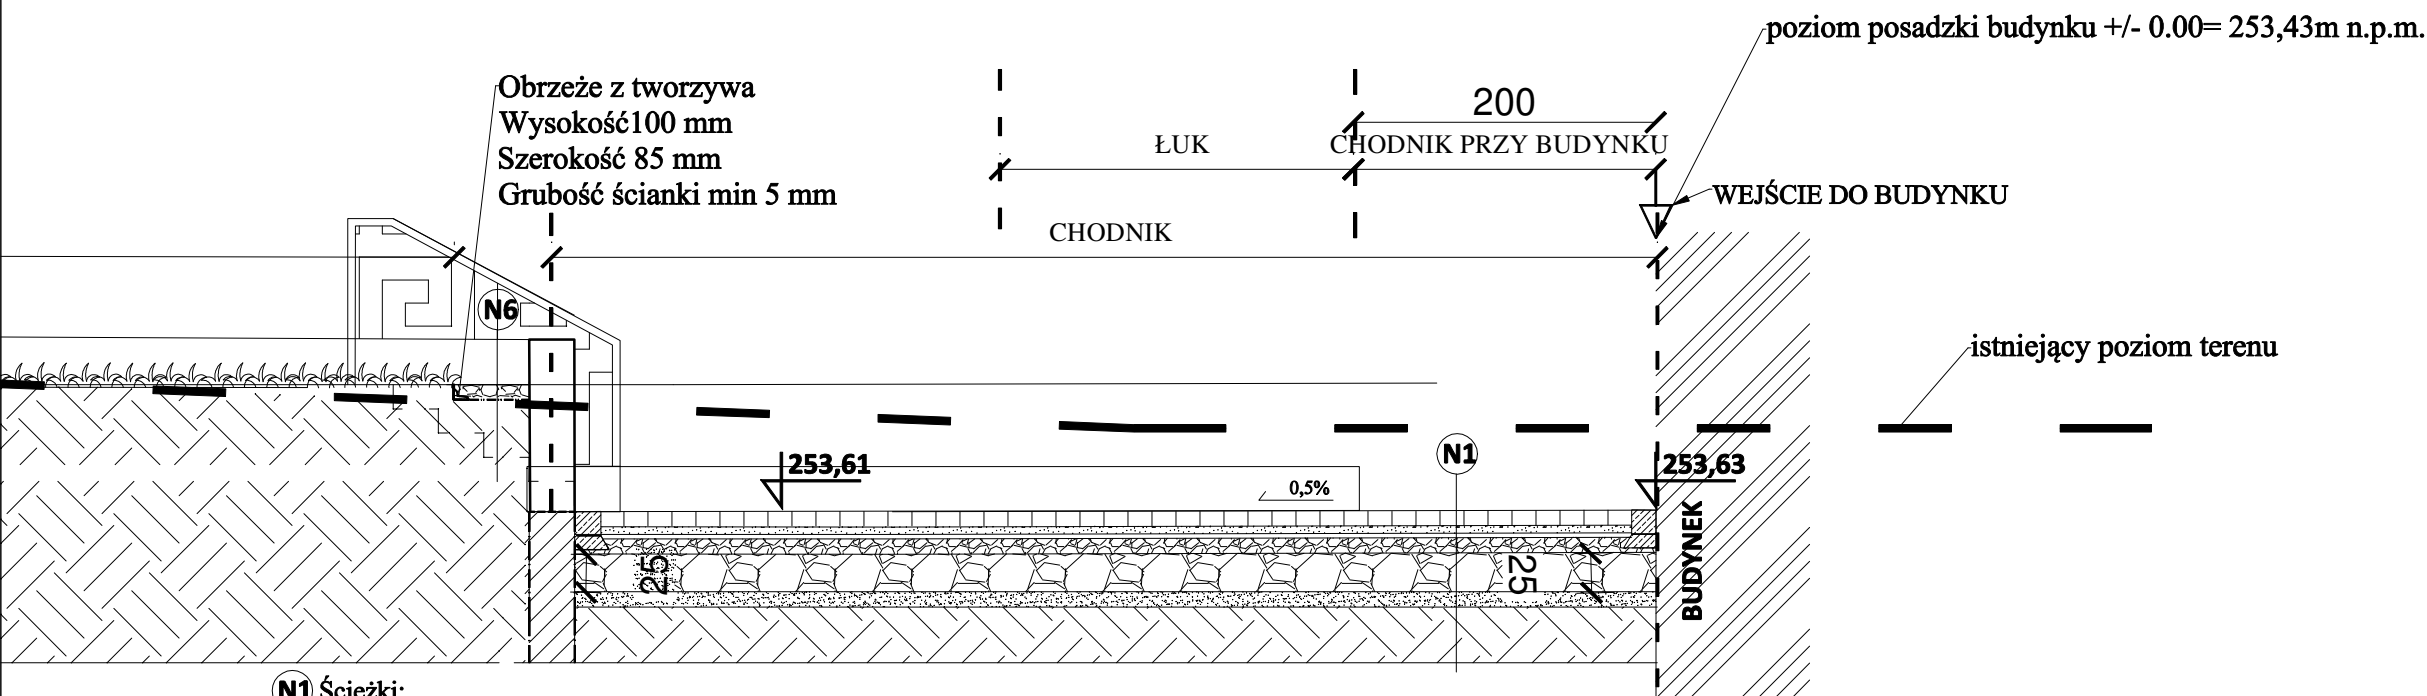 poziom posadzki budynku +/- 0.00= 253,43m n.p.m.
Obrzeże z tworzywa
Wysokość100 mm
Szerokość 85 mm
Grubość ścianki min 5 mm
200
ŁUK
CHODNIK PRZY BUDYNKU
WEJŚCIE DO BUDYNKU
CHODNIK
N6
istniejący poziom terenu
253,61
0,5%
N1
253,63
25
25
BUDYNEK
N1 Ścieżki: